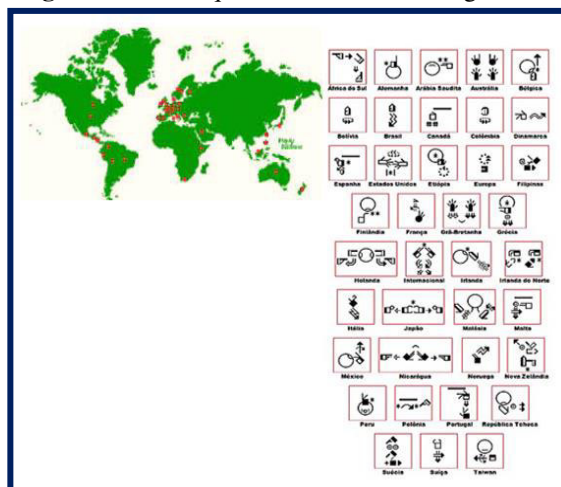 África do Sul Alemanha Arábia Saudita Austrália Bélgica
Bolívia Brasil Canadá Colômbia Dinamarca
Espanha Estados Unidos Etiópia Europa Filipinas
Finlândia França Grã-Bretanha Grécia
Holanda Internacional Irlanda Irlanda do Norte
Itália Japão Malásia Malta
México Nicarágua Noruega Nova Zelândia
Peru Polônia Portugal República Tcheca
Suécia Suíça Taiwan